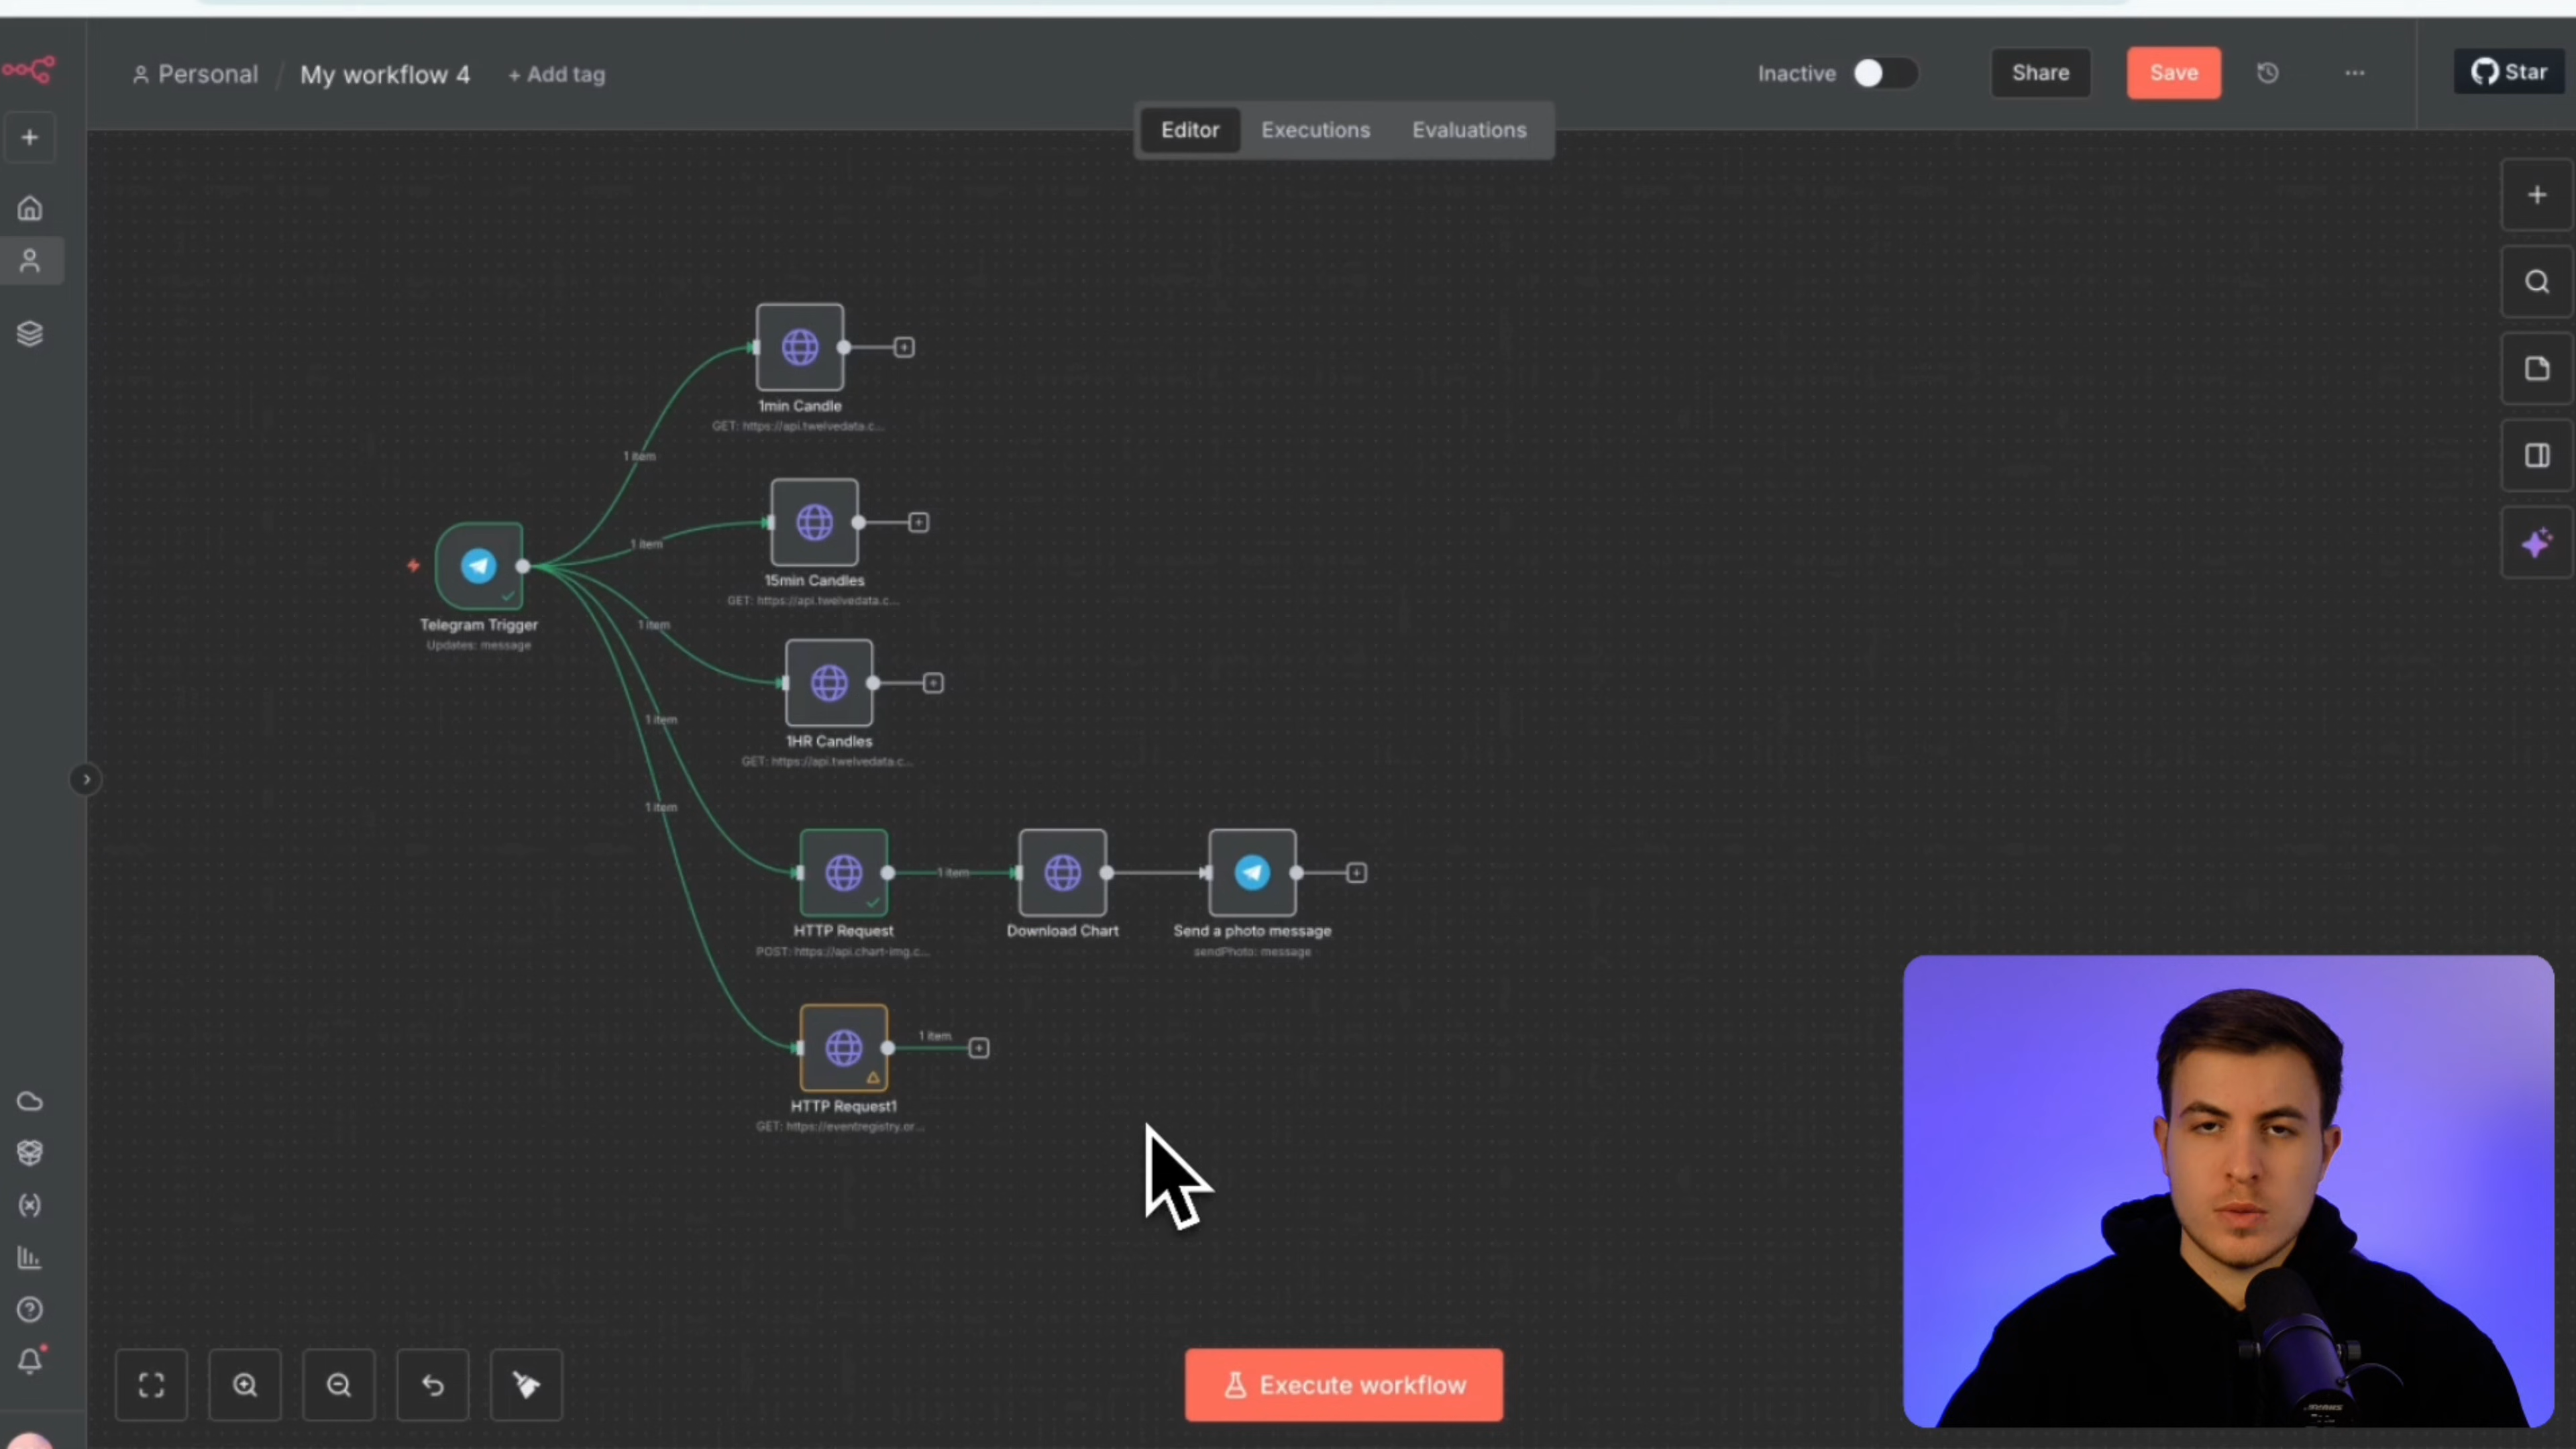 Personal / My workflow 4 + Add tag
Inactive
Share
Save
Star
Editor Executions Evaluations
1min Candle
GET: https://api.twelvedata.c...
1 item
15min Candles
GET: https://api.twelvedata.c...
1 item
Telegram Trigger
Updates: message
1 item
1HR Candles
GET: https://api.twelvedata.c...
1 item
1 item
1 item
HTTP Request
POST: https://api.chart-img.c...
Download Chart
Send a photo message
sendPhoto: message
1 item
HTTP Request1
GET: https://eventregistry.or...
Execute workflow